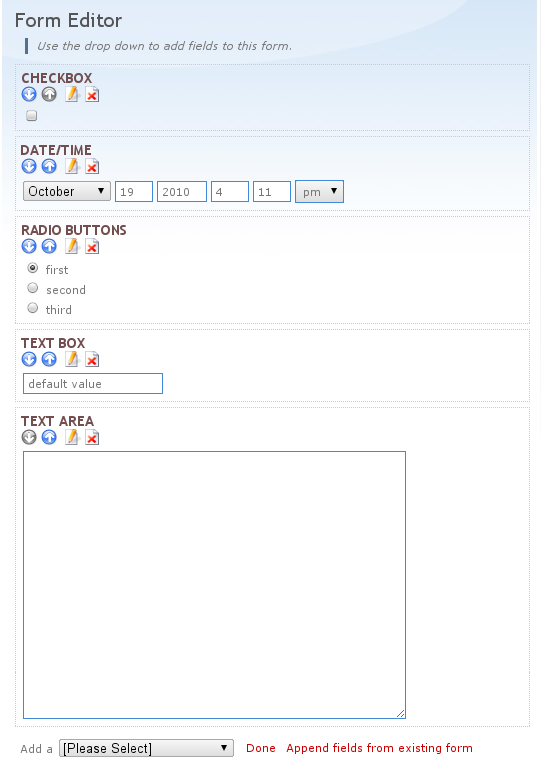 Form Editor
Use the drop down to add fields to this form.
CHECKBOX
DATE/TIME
October 19 2010 4 11 pm
RADIO BUTTONS
first
second
third
TEXT BOX
default value
TEXT AREA
Add a [Please Select] Done Append fields from existing form